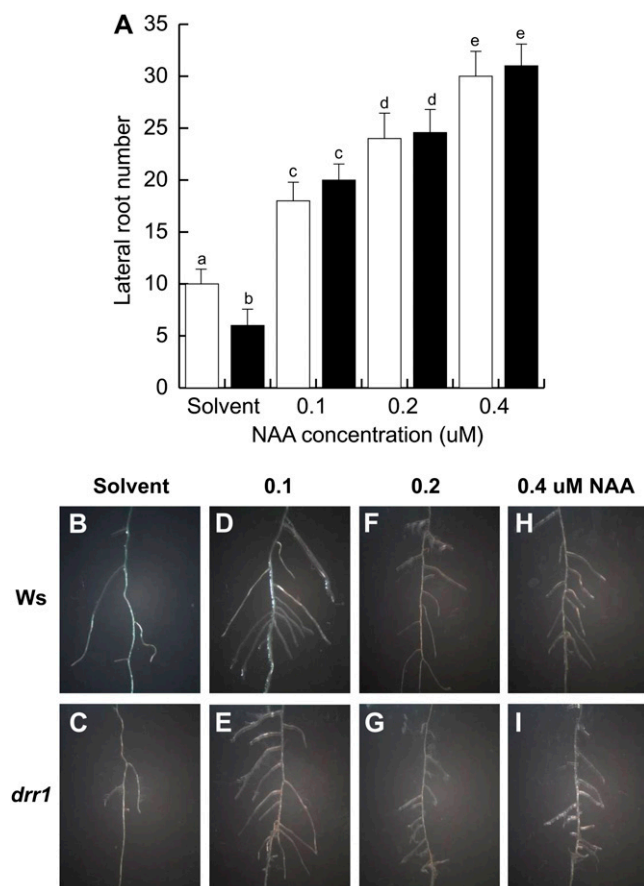 A
Lateral root number
35
30
25
20
15
10
5
0
a
b
c
c
d
d
e
e
Solvent 0.1 0.2 0.4
NAA concentration (uM)
Solvent 0.1 0.2 0.4 uM NAA
Ws
B D F H
drr1
C E G I